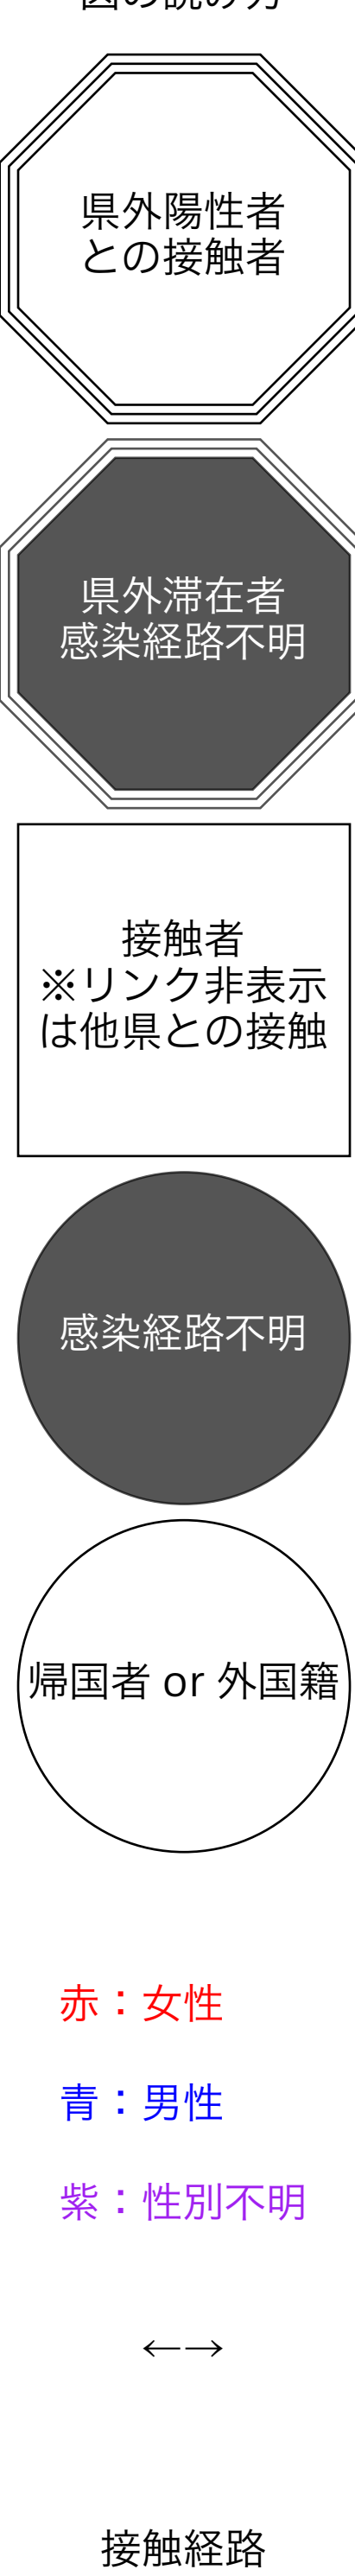 図の読み方
県外陽性者
との接触者
県外滞在者
感染経路不明
接触者
※リンク非表示
は他県との接触
感染経路不明
帰国者 or 外国籍
赤：女性
青：男性
紫：性別不明
←→
接触経路